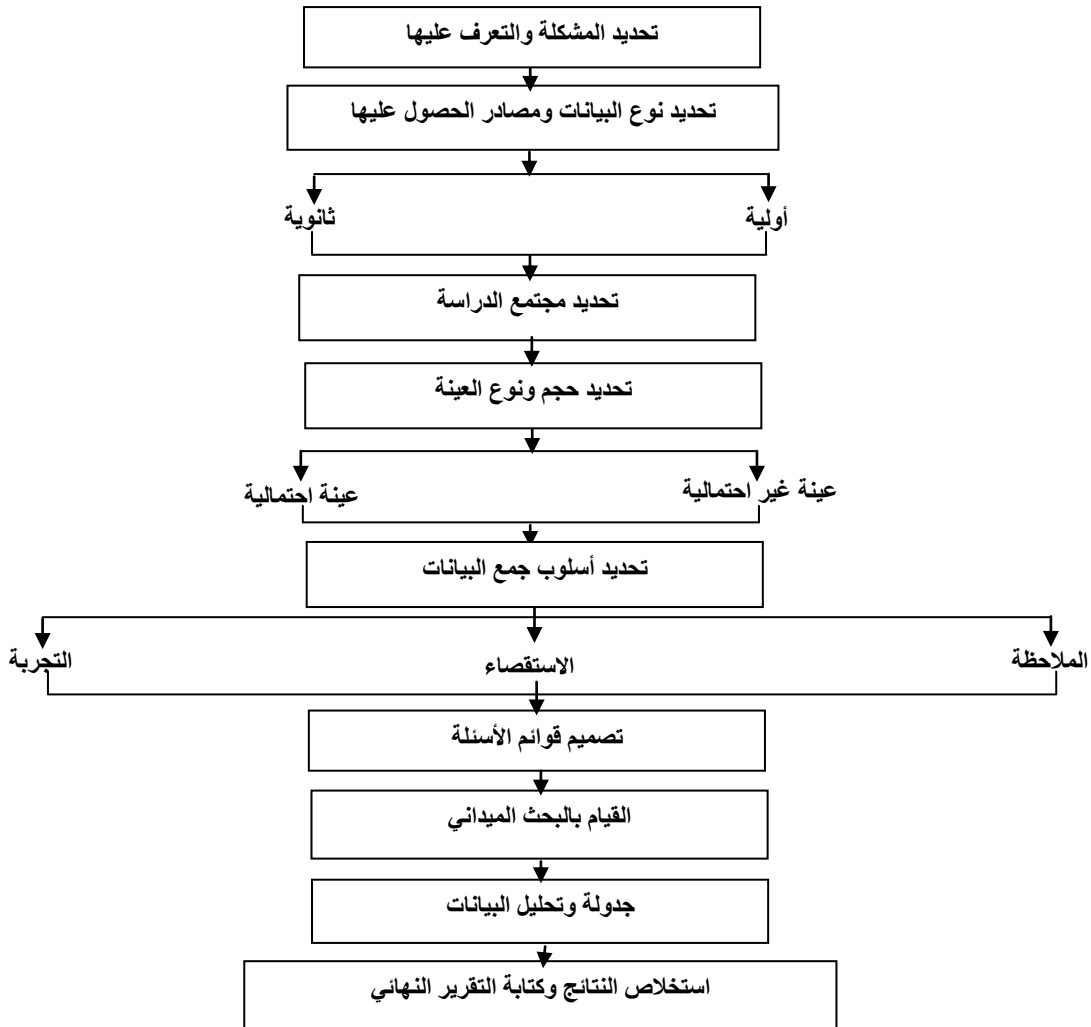 تحديد المشكلة والتعرف عليها
تحديد نوع البيانات ومصادر الحصول عليها
أولية
ثانوية
تحديد مجتمع الدراسة
تحديد حجم ونوع العينة
عينة غير احتمالية
عينة احتمالية
تحديد أسلوب جمع البيانات
الملاحظة
الاستقصاء
التجربة
تصميم قوائم الأسئلة
القيام بالبحث الميداني
جدولة وتحليل البيانات
استخلاص النتائج وكتابة التقرير النهائي